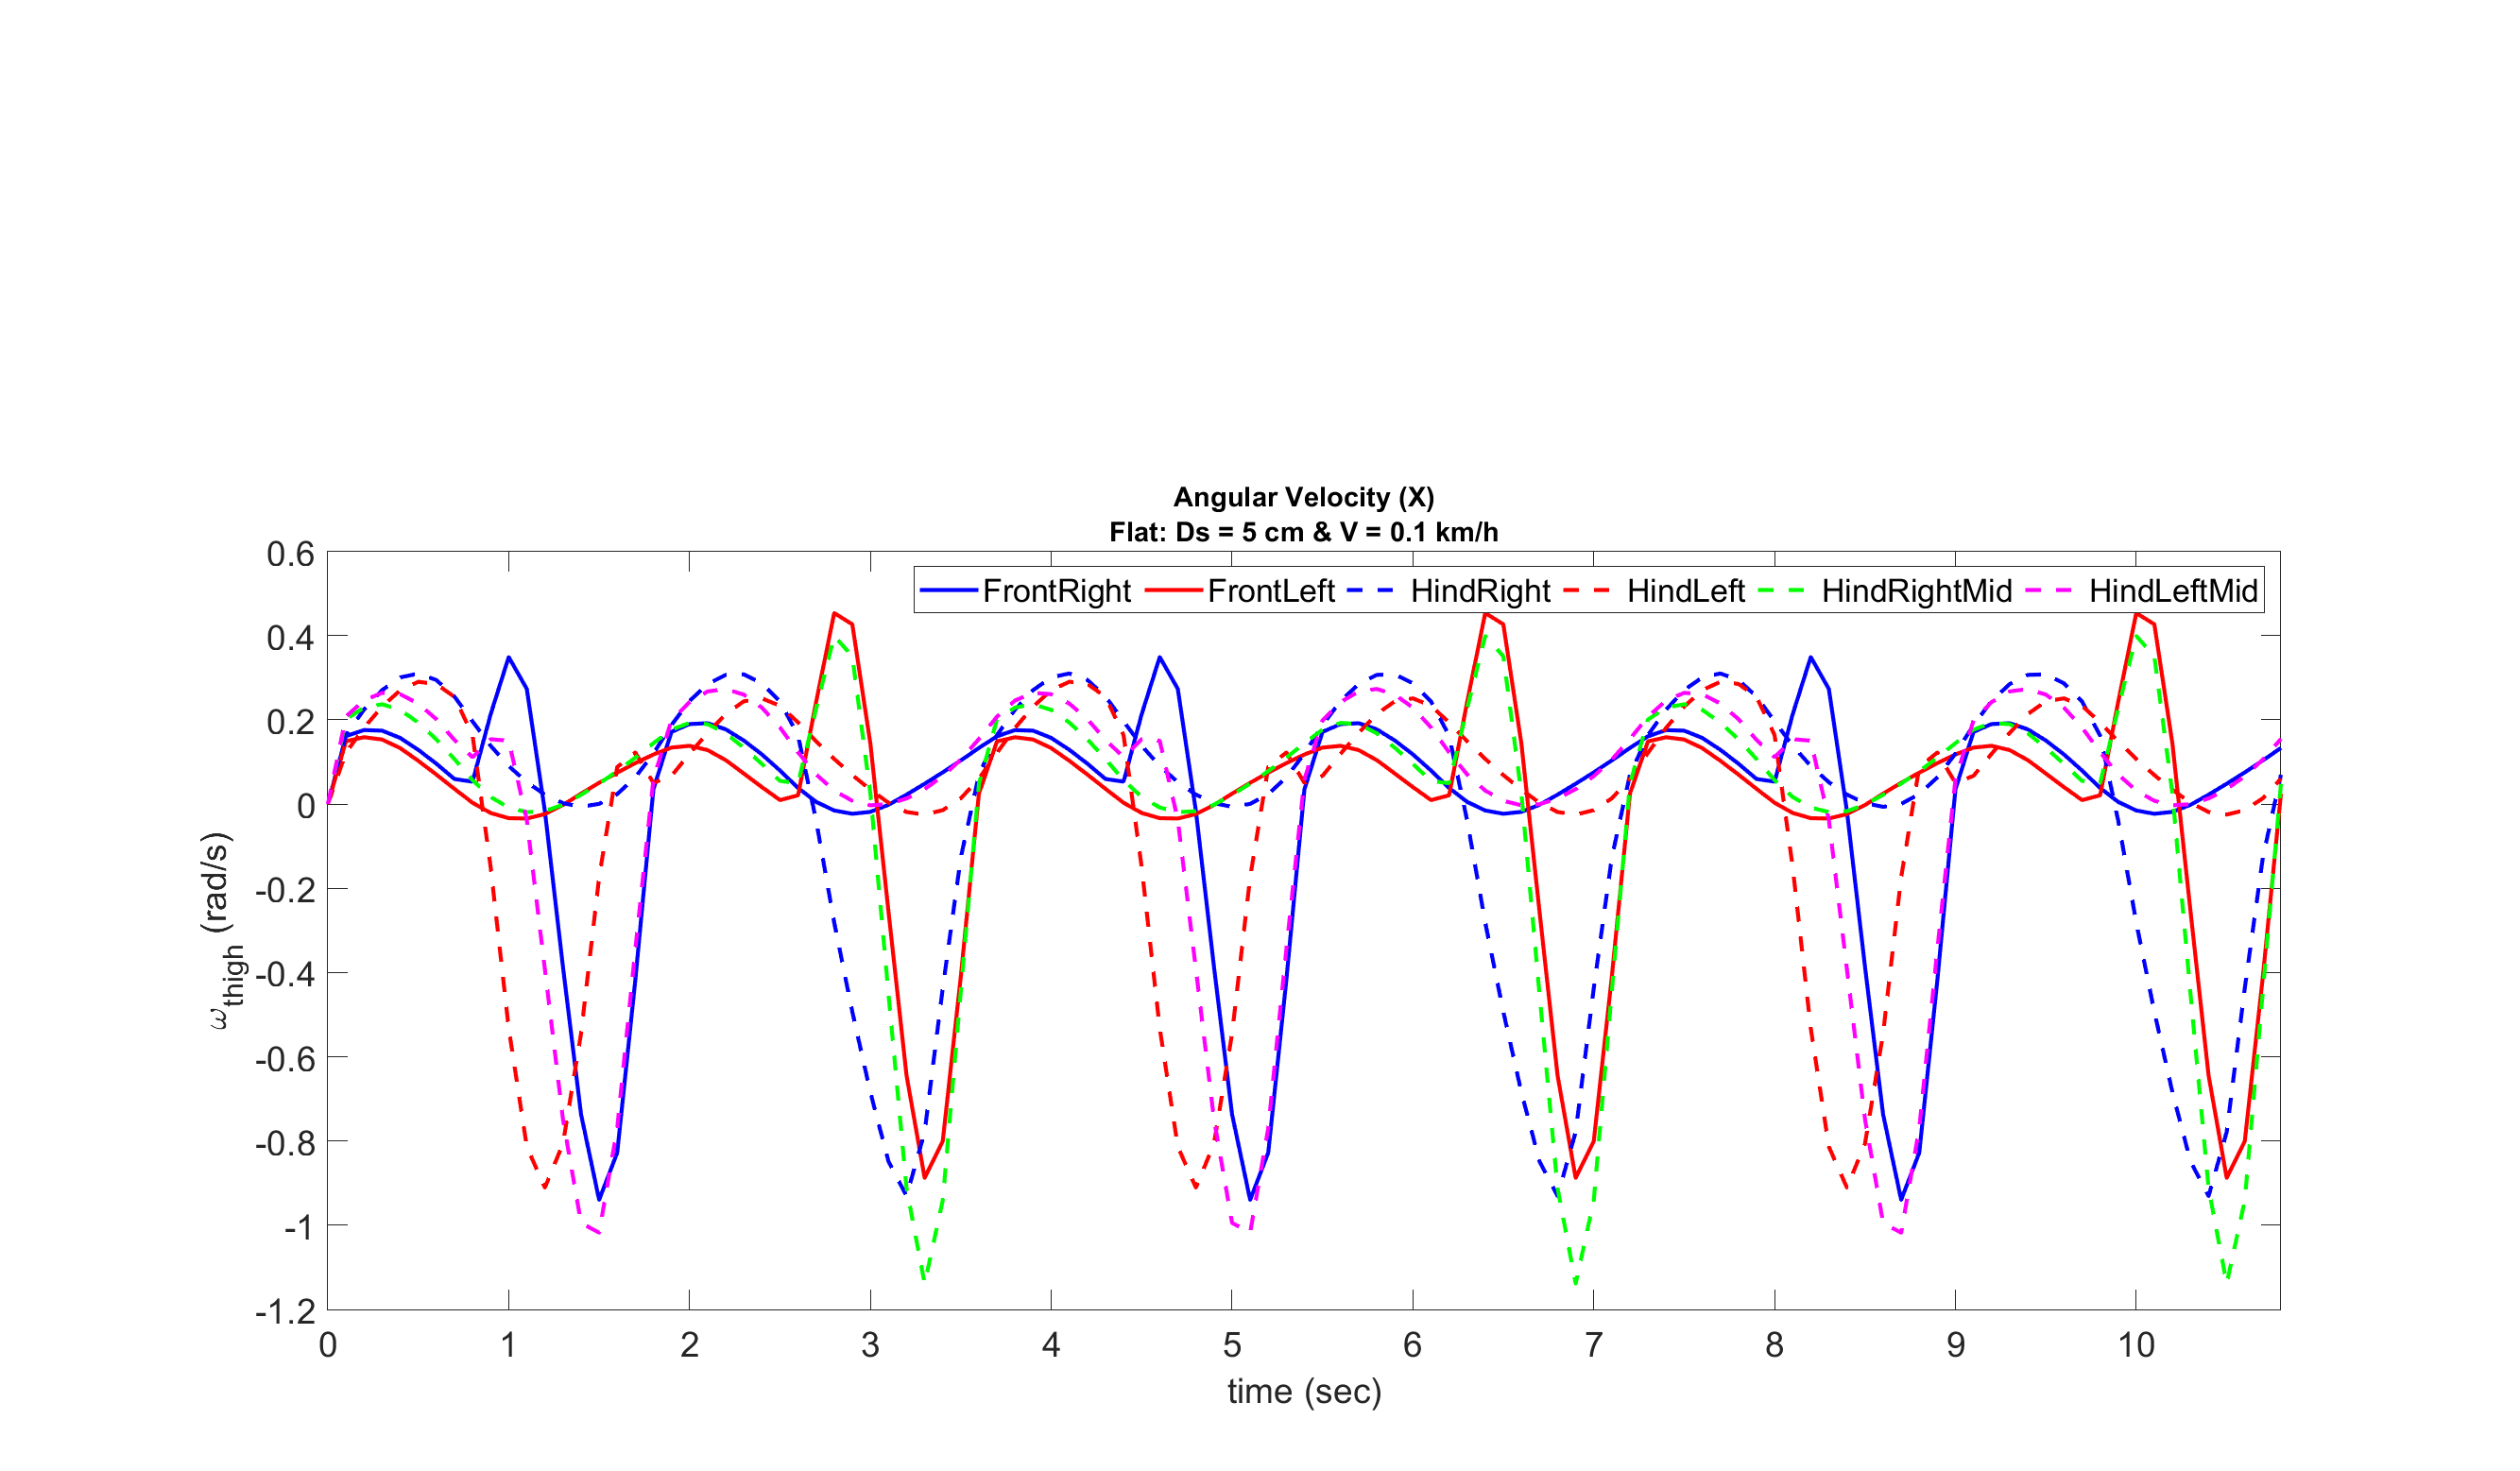 Angular Velocity (X)
Flat: Ds = 5 cm & V = 0.1 km/h
FrontRight FrontLeft HindRight HindLeft HindRightMid HindLeftMid
0.6
0.4
0.2
0
-0.2
-0.4
-0.6
-0.8
-1
-1.2
ω_thigh (rad/s)
0 1 2 3 4 5 6 7 8 9 10
time (sec)